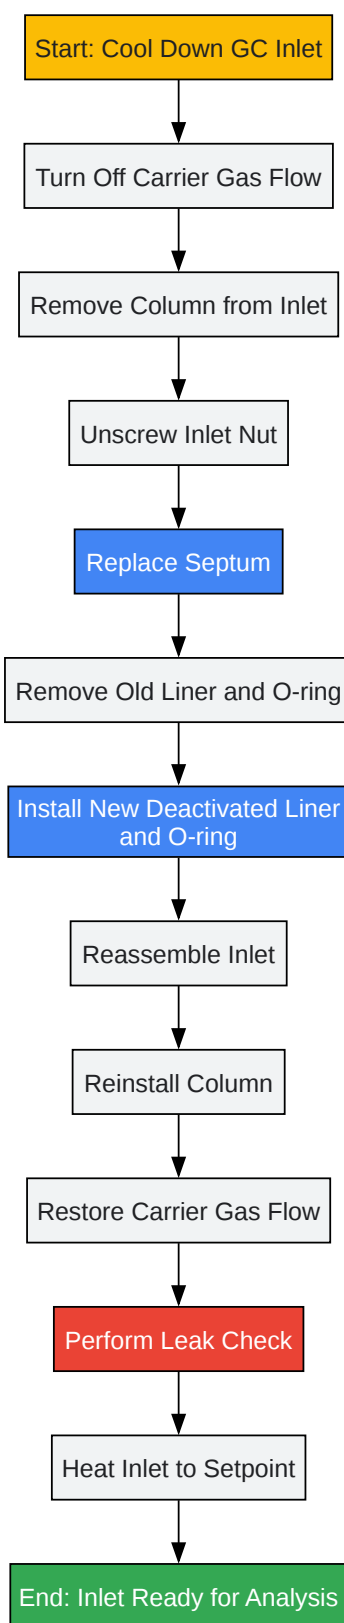 Start: Cool Down GC Inlet
Turn Off Carrier Gas Flow
Remove Column from Inlet
Unscrew Inlet Nut
Replace Septum
Remove Old Liner and O-ring
Install New Deactivated Liner
and O-ring
Reassemble Inlet
Reinstall Column
Restore Carrier Gas Flow
Perform Leak Check
Heat Inlet to Setpoint
End: Inlet Ready for Analysis